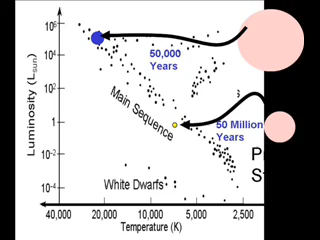 10⁶
10⁴
10²
1
10⁻²
10⁻⁴
Luminosity (Lsun)
50,000
Years
Main Sequence
50 Million
Years
White Dwarfs
40,000 20,000 10,000 5,000 2,500
Temperature (K)